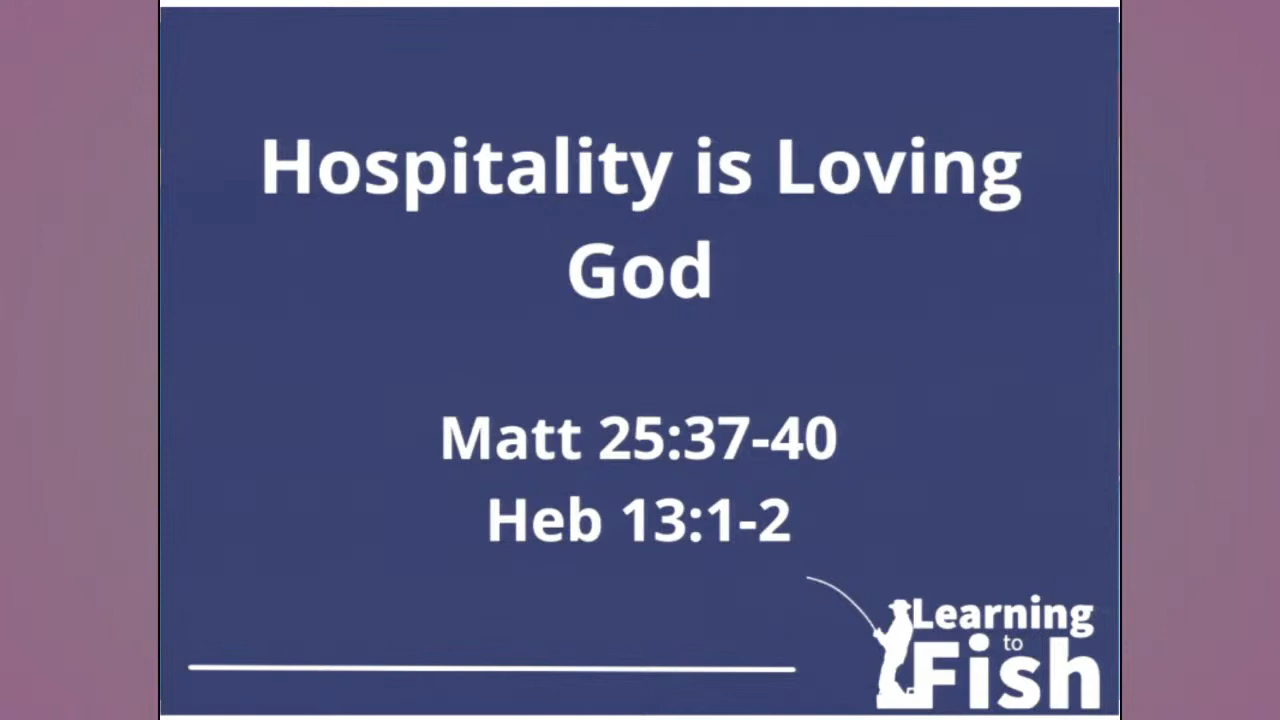 Hospitality is Loving
God
Matt 25:37-40
Heb 13:1-2
Learning
to
Fish